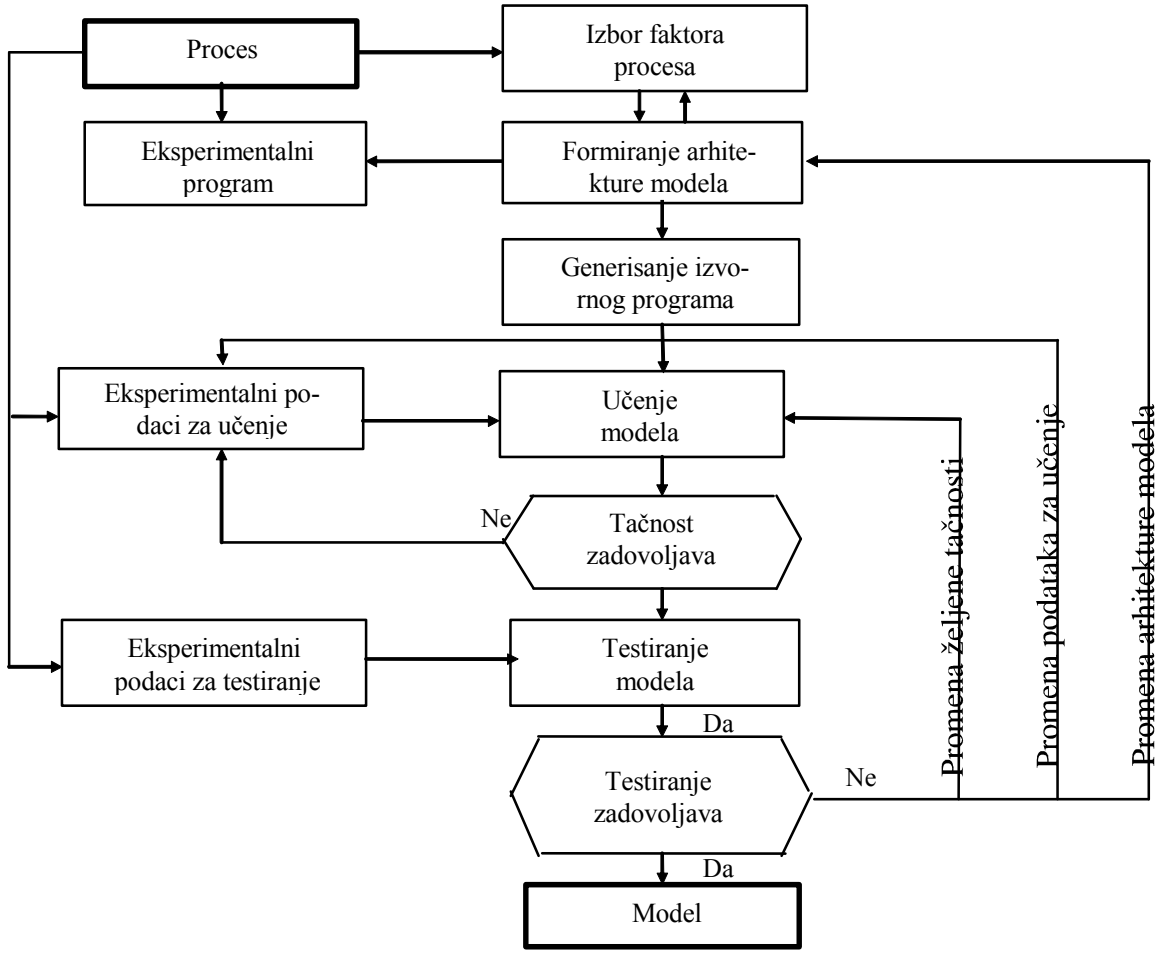 Proces
Izbor faktora
procesa
Eksperimentalni
program
Formiranje arhite-
kture modela
Generisanje izvo-
rnog programa
Eksperimentalni po-
daci za učenje
Učenje
modela
Ne
Tačnost
zadovoljava
Eksperimentalni
podaci za testiranje
Testiranje
modela
Da
Testiranje
zadovoljava
Ne
Da
Model
Promena željene tačnosti
Promena podataka za učenje
Promena arhitekture modela